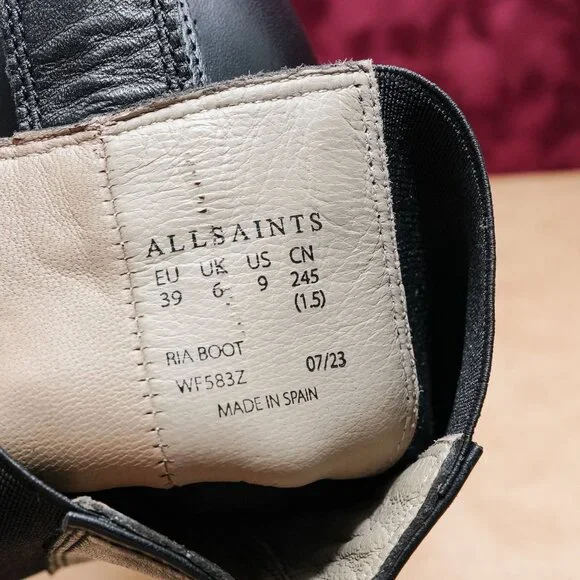 ALLSAINTS
EU UK US CN
39 6 9 245
(1.5)
RIA BOOT 07/23
WF583Z
MADE IN SPAIN